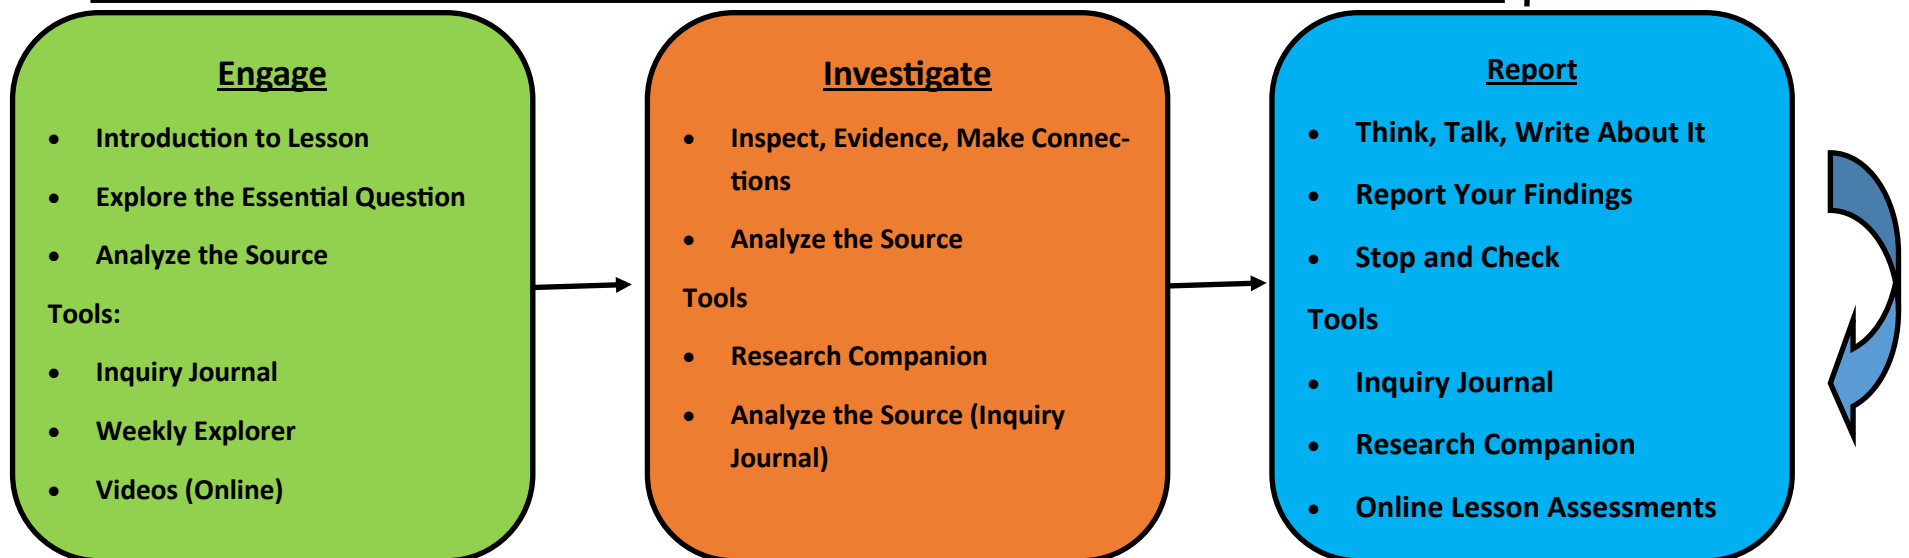 Engage
• Introduction to Lesson
• Explore the Essential Question
• Analyze the Source
Tools:
• Inquiry Journal
• Weekly Explorer
• Videos (Online)
Investigate
• Inspect, Evidence, Make Connec-
tions
• Analyze the Source
Tools
• Research Companion
• Analyze the Source (Inquiry
Journal)
Report
• Think, Talk, Write About It
• Report Your Findings
• Stop and Check
Tools
• Inquiry Journal
• Research Companion
• Online Lesson Assessments